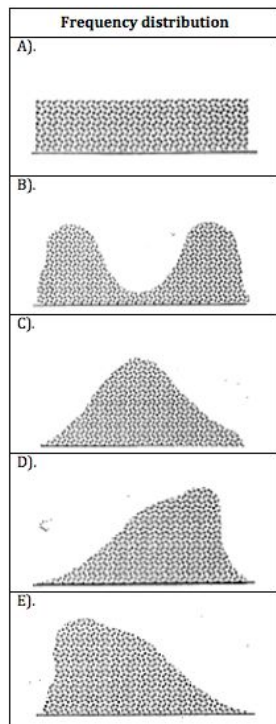 Frequency distribution
A).
B).
C).
D).
E).